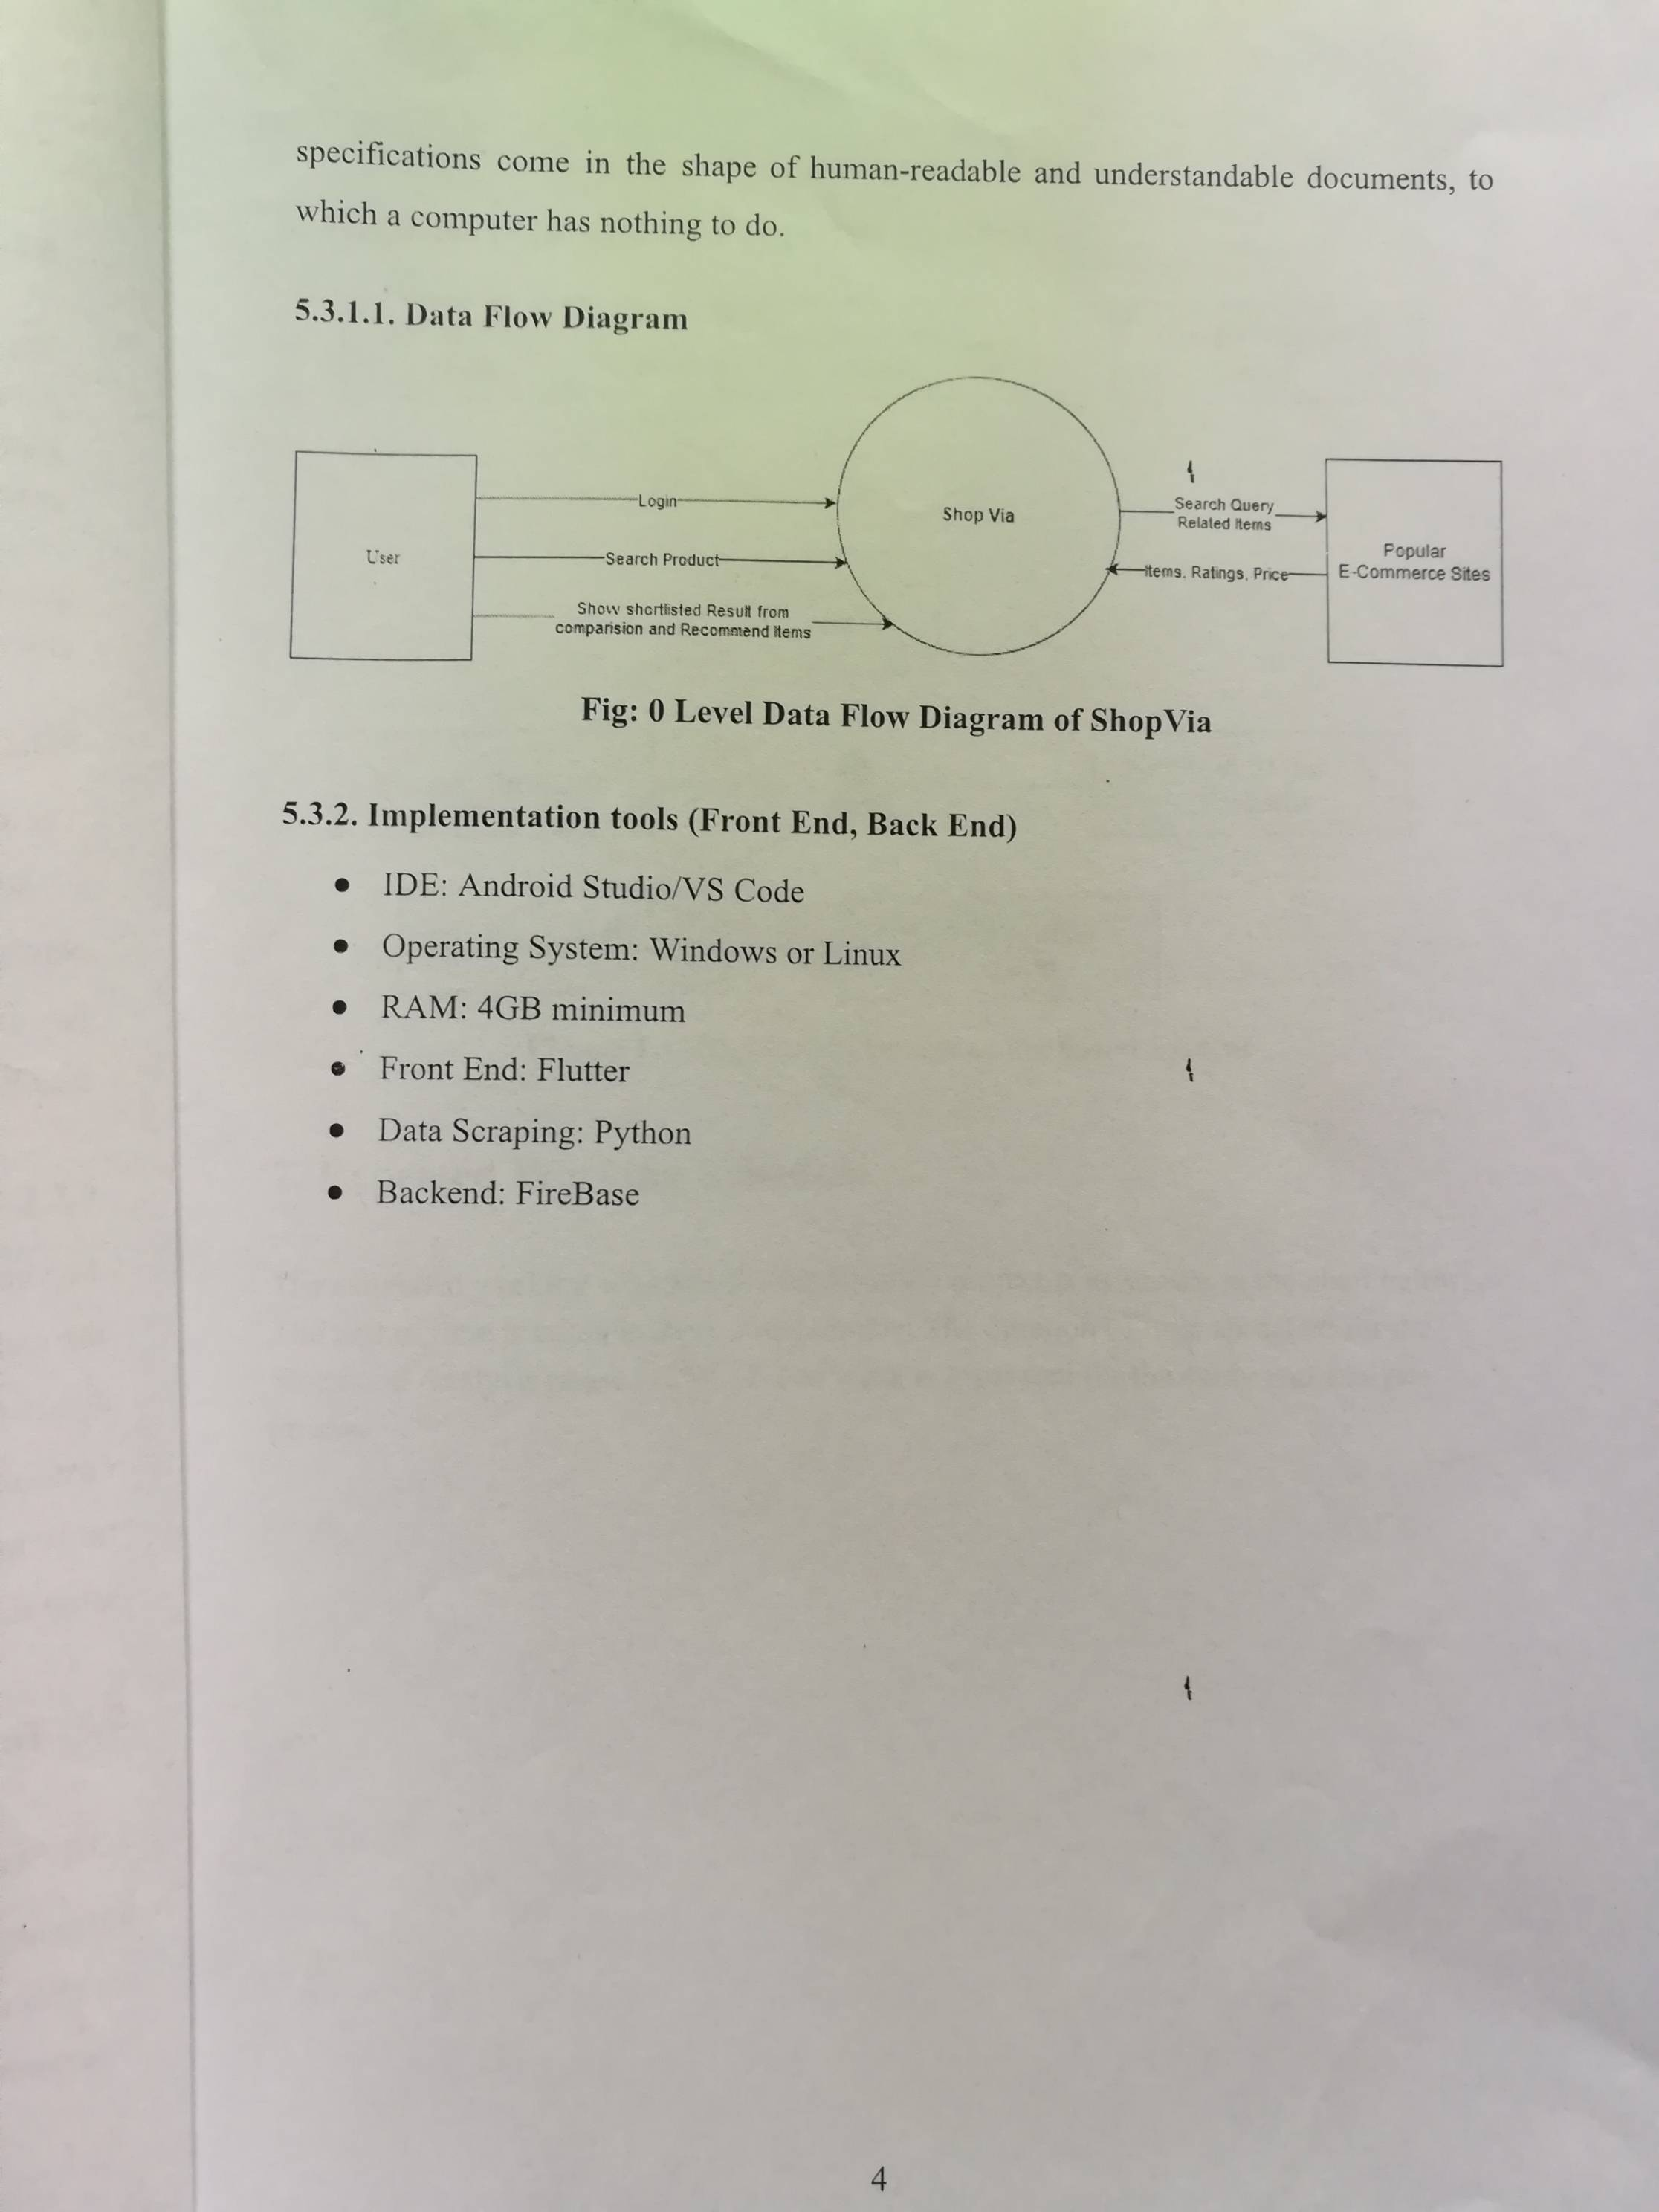 specifications come in the shape of human-readable and understandable documents, to
which a computer has nothing to do.
5.3.1.1. Data Flow Diagram
User
Login
Search Product
Show shortlisted Result from
comparision and Recommend Items
Shop Via
Search Query
Related Items
Items, Ratings, Price
Popular
E-Commerce Sites
Fig: 0 Level Data Flow Diagram of ShopVia
5.3.2. Implementation tools (Front End, Back End)
● IDE: Android Studio/VS Code
● Operating System: Windows or Linux
● RAM: 4GB minimum
● Front End: Flutter
● Data Scraping: Python
● Backend: FireBase
4